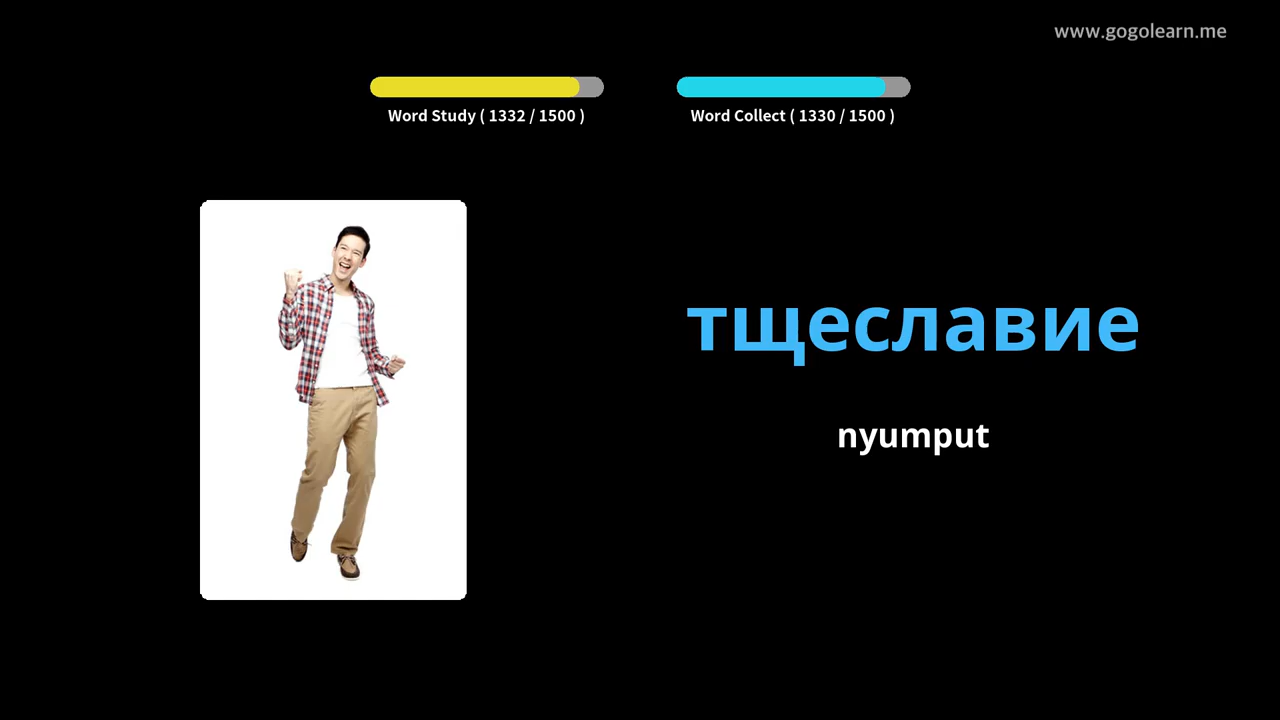 www.gogolearn.me
Word Study ( 1332 / 1500 )
Word Collect ( 1330 / 1500 )
тщеславие
nyumput